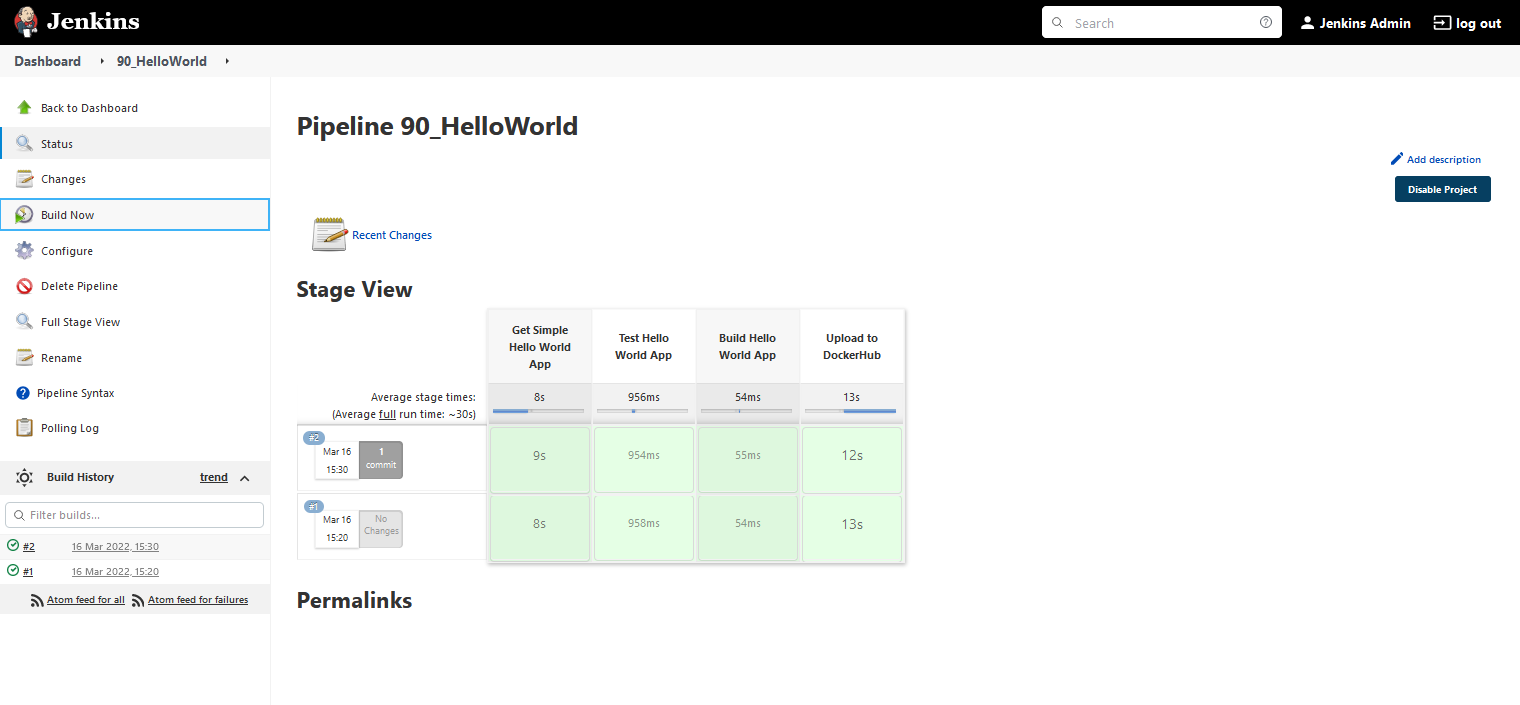 Jenkins
Search
Jenkins Admin
log out
Dashboard
90_HelloWorld
Back to Dashboard
Status
Changes
Build Now
Configure
Delete Pipeline
Full Stage View
Rename
Pipeline Syntax
Polling Log
Build History
trend
Filter builds...
#2
16 Mar 2022, 15:30
#1
16 Mar 2022, 15:20
Atom feed for all
Atom feed for failures
Pipeline 90_HelloWorld
Add description
Disable Project
Recent Changes
Stage View
Get Simple
Hello World
App
Test Hello
World App
Build Hello
World App
Upload to
DockerHub
Average stage times:
(Average full run time: ~30s)
8s
956ms
54ms
13s
#2
Mar 16
15:30
1
commit
9s
954ms
55ms
12s
#1
Mar 16
15:20
No
Changes
8s
958ms
54ms
13s
Permalinks